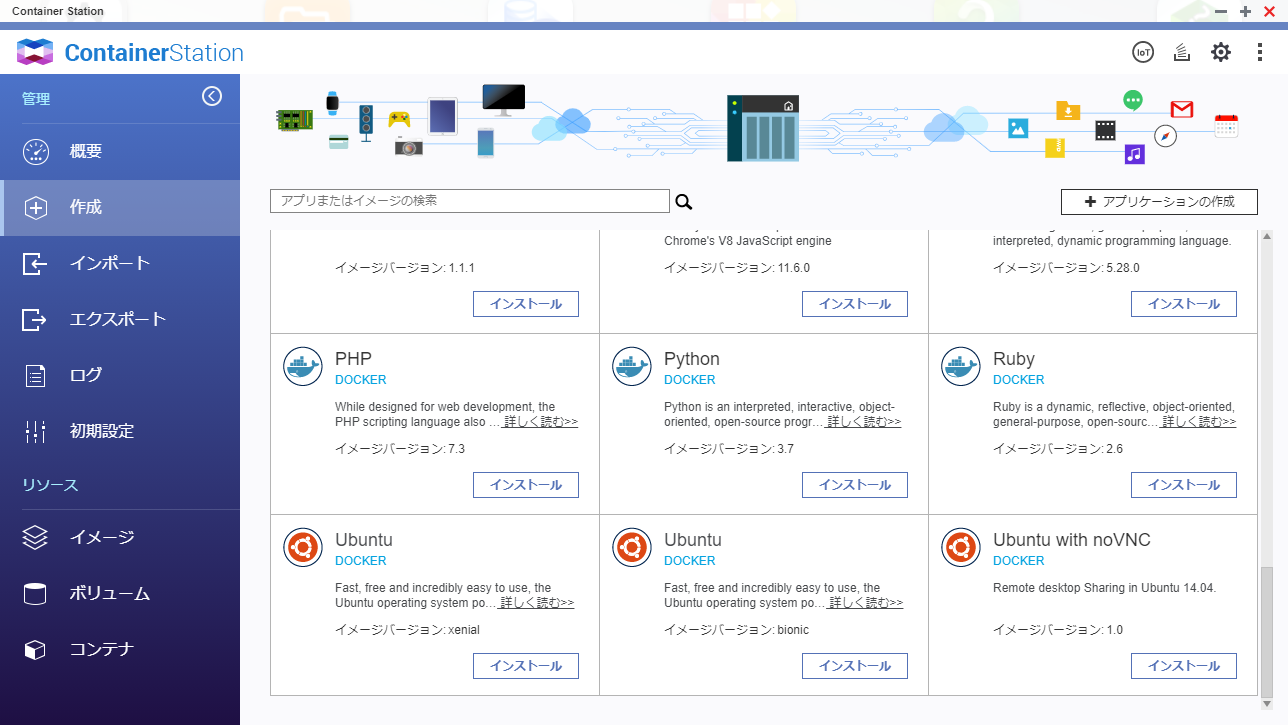 Container Station
ContainerStation
IoT
管理
概要
作成
インポート
エクスポート
ログ
初期設定
リソース
イメージ
ボリューム
コンテナ
アプリまたはイメージの検索
+ アプリケーションの作成
イメージバージョン: 1.1.1
インストール
Chrome's V8 JavaScript engine
イメージバージョン: 11.6.0
インストール
interpreted, dynamic programming language.
イメージバージョン: 5.28.0
インストール
PHP
DOCKER
While designed for web development, the
PHP scripting language also ... 詳しく読む>>
イメージバージョン: 7.3
インストール
Python
DOCKER
Python is an interpreted, interactive, object-
oriented, open-source progr... 詳しく読む>>
イメージバージョン: 3.7
インストール
Ruby
DOCKER
Ruby is a dynamic, reflective, object-oriented,
general-purpose, open-sourc... 詳しく読む>>
イメージバージョン: 2.6
インストール
Ubuntu
DOCKER
Fast, free and incredibly easy to use, the
Ubuntu operating system po... 詳しく読む>>
イメージバージョン: xenial
インストール
Ubuntu
DOCKER
Fast, free and incredibly easy to use, the
Ubuntu operating system po... 詳しく読む>>
イメージバージョン: bionic
インストール
Ubuntu with noVNC
DOCKER
Remote desktop Sharing in Ubuntu 14.04.
イメージバージョン: 1.0
インストール